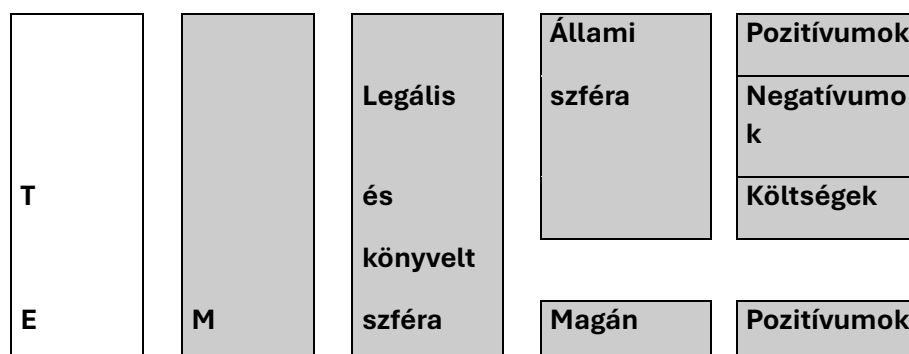 Állami Pozitívumok
Legális szféra Negatívumo
k
T és Költségek
könyvelt
E M szféra Magán Pozitívumok